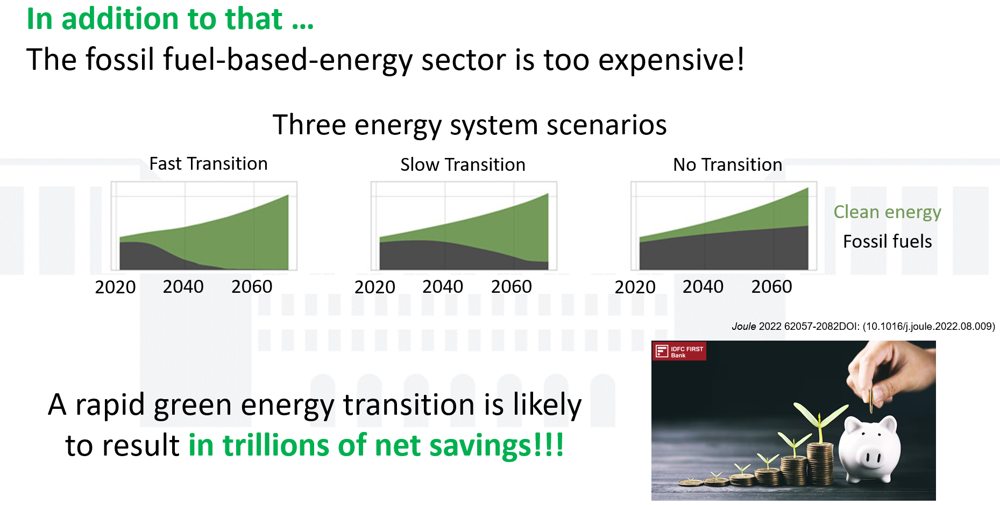 In addition to that …
The fossil fuel-based-energy sector is too expensive!
Three energy system scenarios
Fast Transition
Slow Transition
No Transition
Clean energy
Fossil fuels
2020 2040 2060
2020 2040 2060
2020 2040 2060
Joule 2022 62057-2082DOI: (10.1016/j.joule.2022.08.009)
IDFC FIRST
Bank
A rapid green energy transition is likely
to result in trillions of net savings!!!